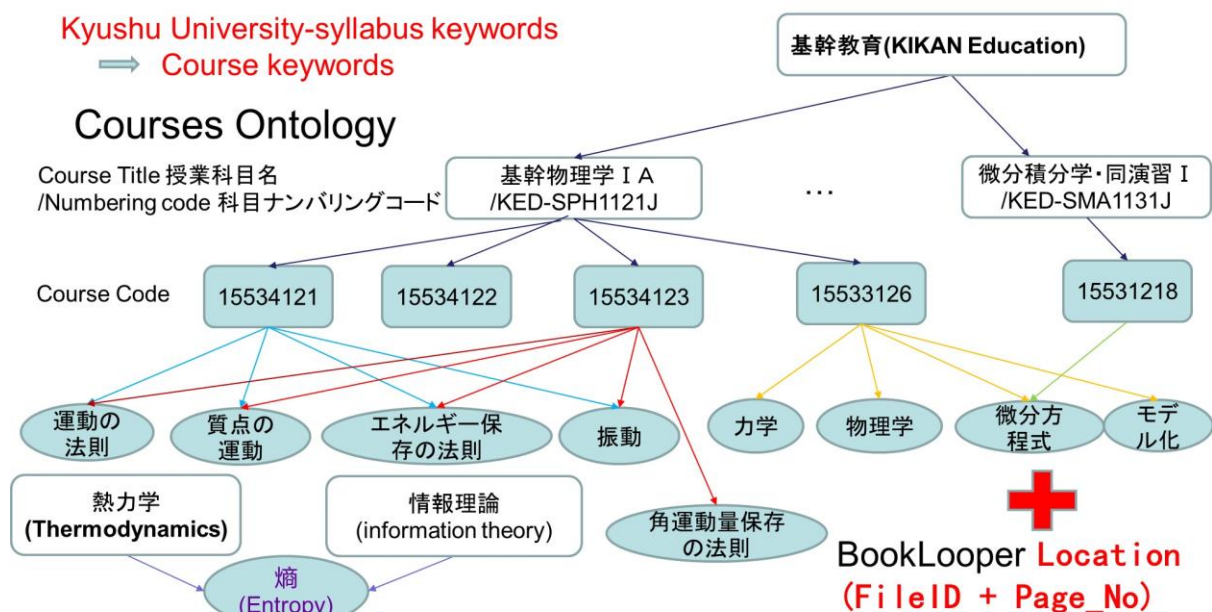 Kyushu University-syllabus keywords
Course keywords
基幹教育(KIKAN Education)
Courses Ontology
Course Title 授業科目名
/Numbering code 科目ナンバリングコード
基幹物理学ⅠA
/KED-SPH1121J
…
微分積分学・同演習Ⅰ
/KED-SMA1131J
Course Code
15534121
15534122
15534123
15533126
15531218
運動の
法則
質点の
運動
エネルギー保
存の法則
振動
力学
物理学
微分方
程式
モデ
ル化
熱力学
(Thermodynamics)
情報理論
(information theory)
角運動量保存
の法則
熵
(Entropy)
BookLooper Location
(FileID + Page_No)